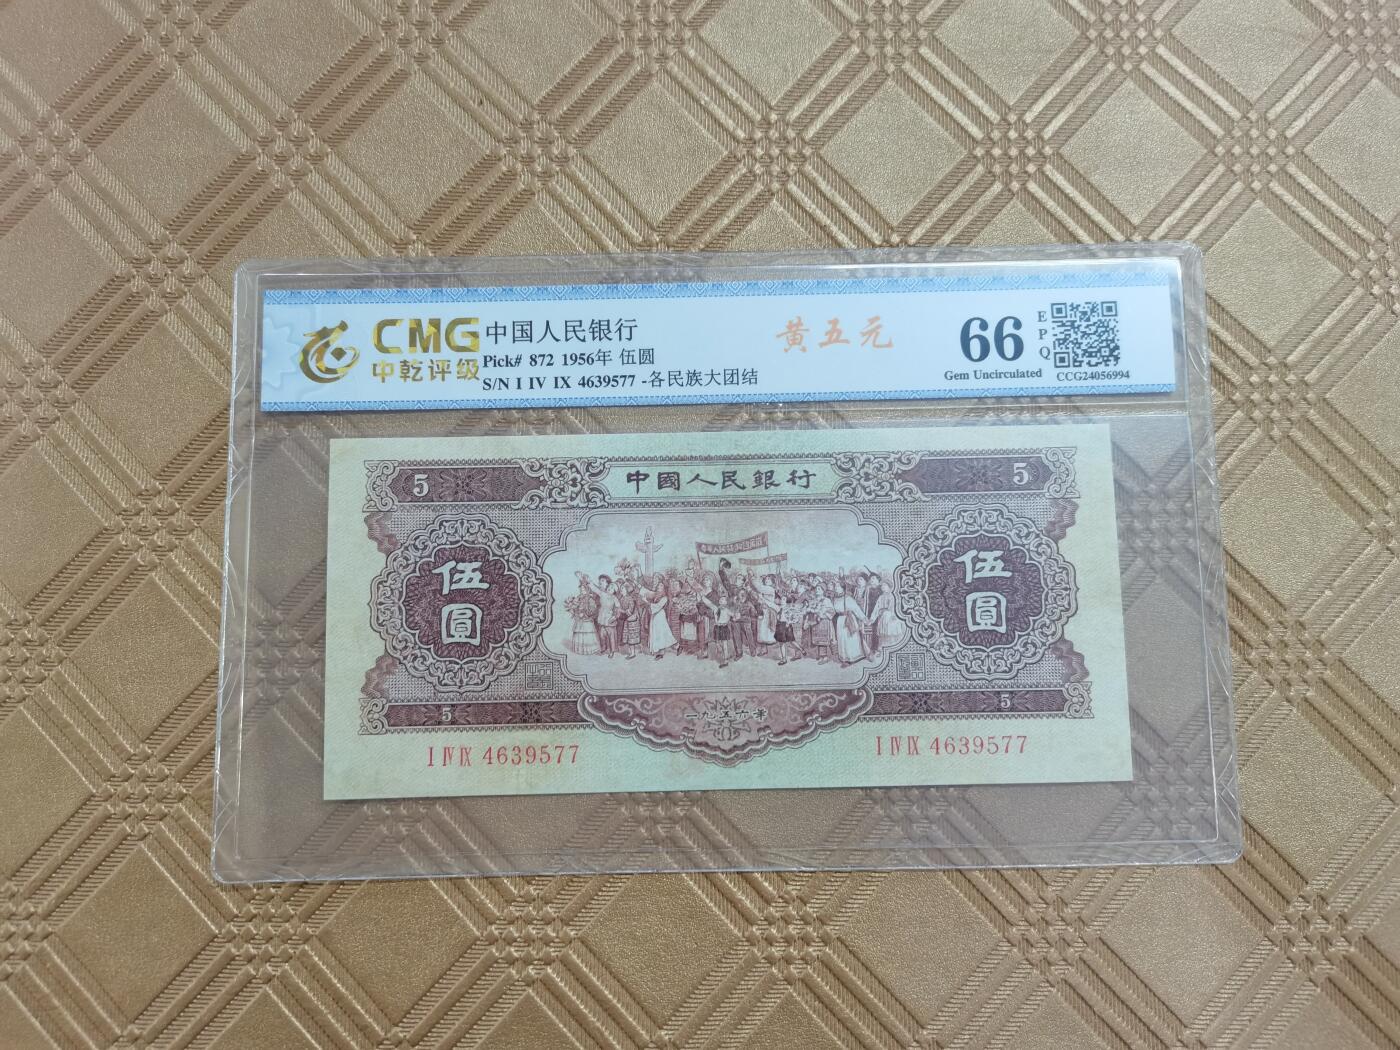 CMG
中乾评级
中国人民银行
Pick# 872 1956年 伍圆
S/N I IV IX 4639577 -各民族大团结
黄五元
66
EPQ
Gem Uncirculated
CCG24056994
中國人民銀行
5
5
伍圓
伍圓
5
一九五六年
5
I IV IX 4639577
I IV IX 4639577